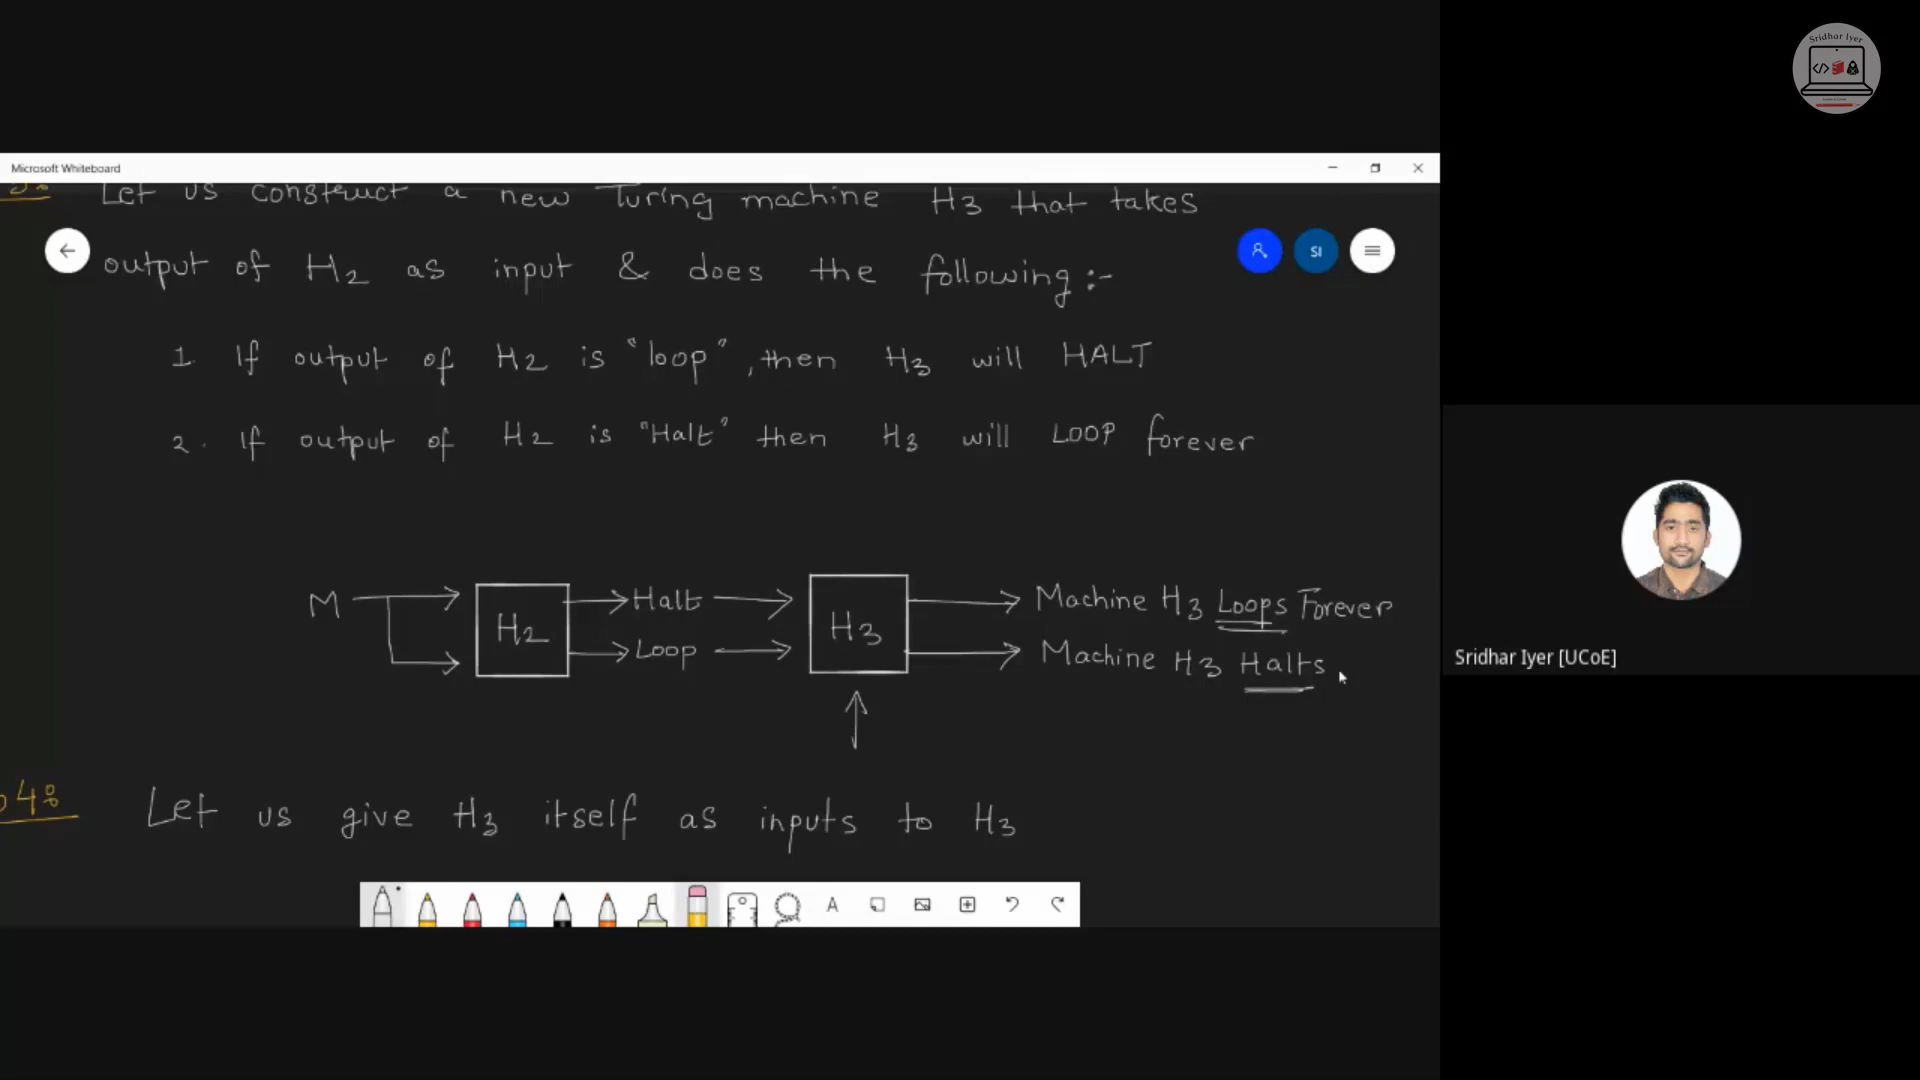 Sridhar Iyer
</>
Microsoft Whiteboard
Let us construct a new Turing machine H3 that takes
output of H2 as input & does the following :-
SI
1. If output of H2 is "loop", then H3 will HALT
2. If output of H2 is "Halt" then H3 will LOOP forever
M H2 Halt H3 Machine H3 Loops Forever
Loop Machine H3 Halts
Sridhar Iyer [UCoE]
Let us give H3 itself as inputs to H3
A